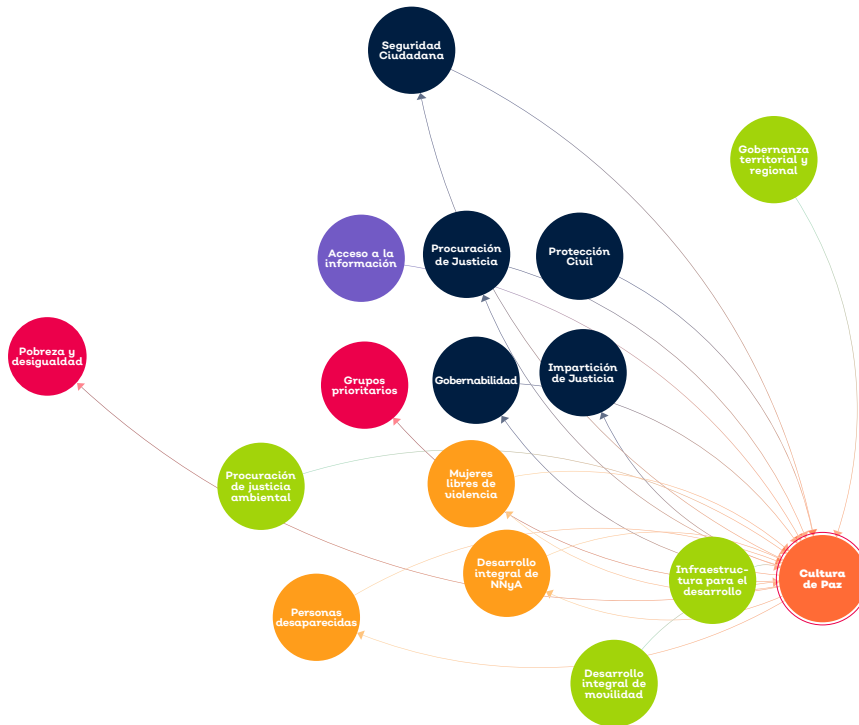 Seguridad
Ciudadana
Gobernanza
territorial y
regional
Acceso a la
información
Procuración
de Justicia
Protección
Civil
Pobreza y
desigualdad
Grupos
prioritarios
Gobernabilidad
Impartición
de Justicia
Procuración
de justicia
ambiental
Mujeres
libres de
violencia
Desarrollo
integral de
NNyA
Infraestruc-
tura para el
desarrollo
Cultura
de Paz
Personas
desaparecidas
Desarrollo
integral de
movilidad